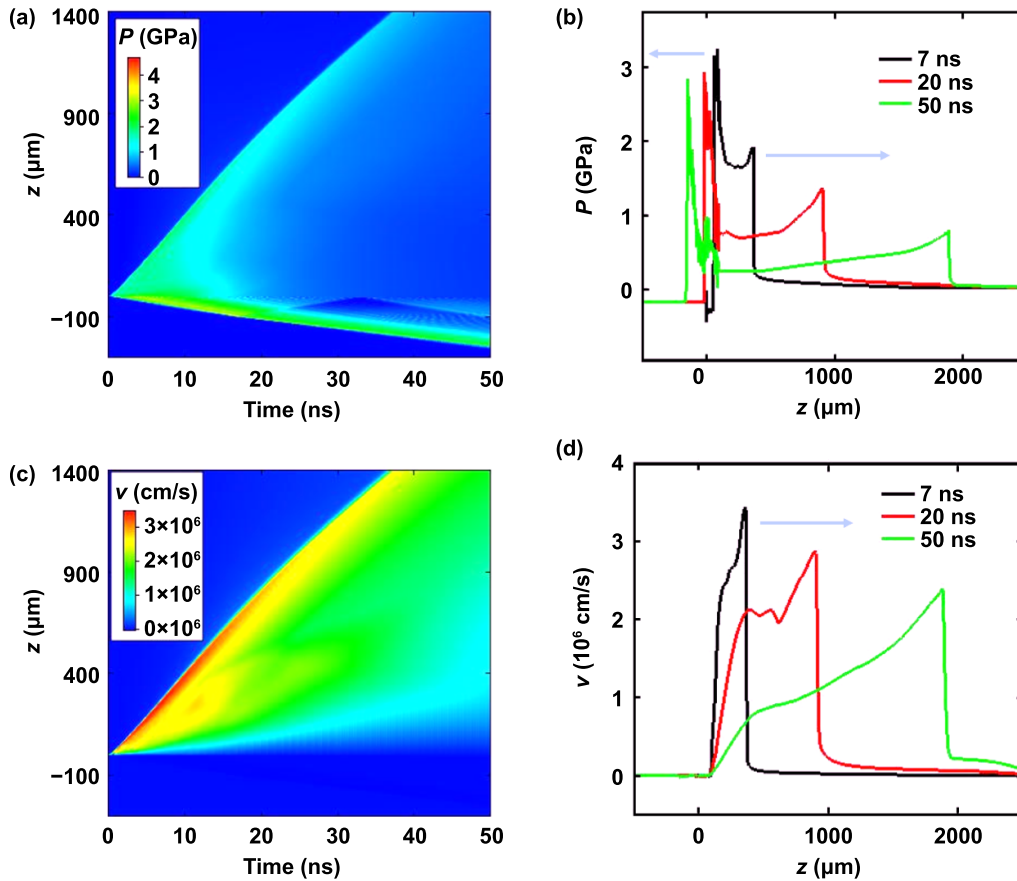 (a)
1400
900
400
−100
z (µm)
P (GPa)
4
3
2
1
0
0 10 20 30 40 50
Time (ns)
(b)
3
2
1
0
P (GPa)
7 ns
20 ns
50 ns
0 1000 2000
z (µm)
(c)
1400
900
400
−100
z (µm)
v (cm/s)
3×10⁶
2×10⁶
1×10⁶
0×10⁶
0 10 20 30 40 50
Time (ns)
(d)
4
3
2
1
0
v (10⁶ cm/s)
7 ns
20 ns
50 ns
0 1000 2000
z (µm)